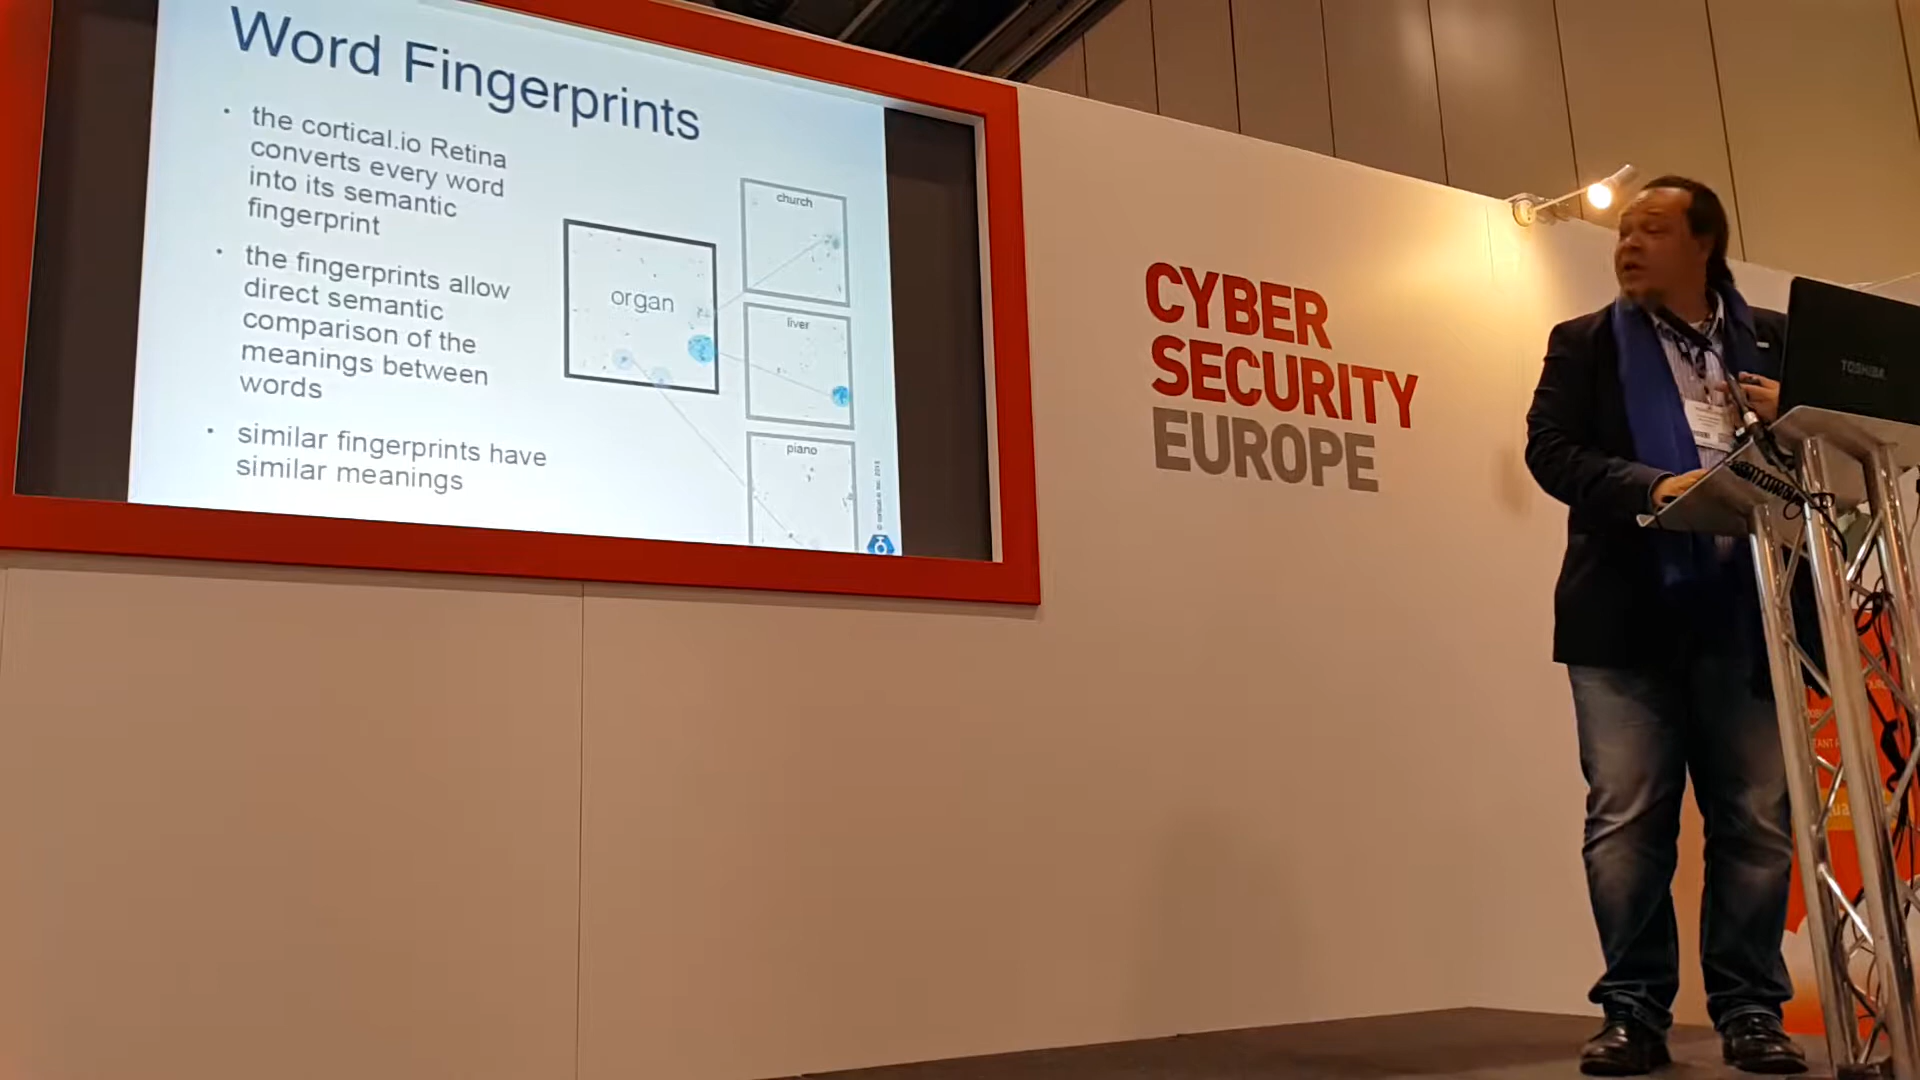 Word Fingerprints
· the cortical.io Retina
converts every word
into its semantic
fingerprint
· the fingerprints allow
direct semantic
comparison of the
meanings between
words
· similar fingerprints have
similar meanings
organ
church
liver
piano
CYBER
SECURITY
EUROPE
TOSHIBA